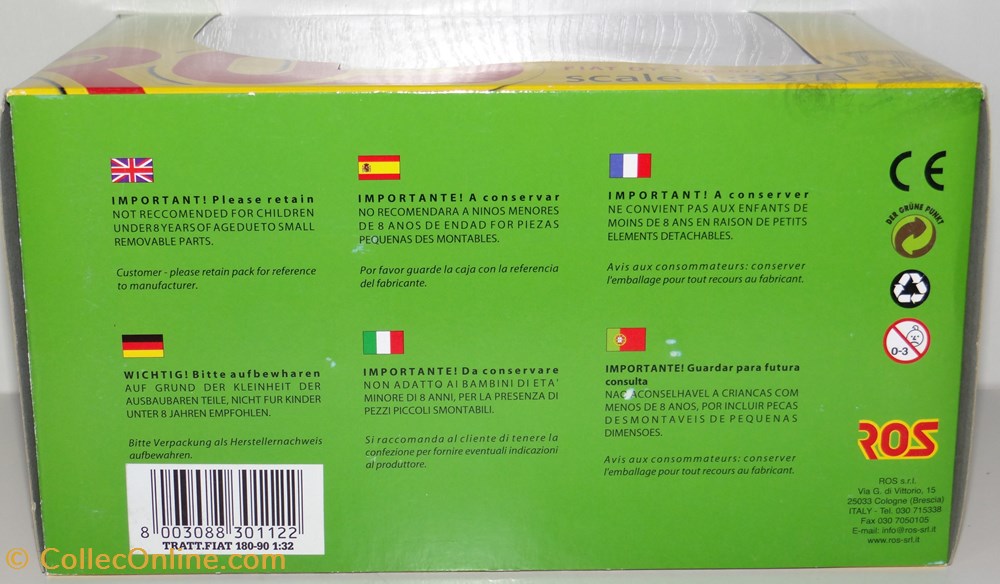 ROS
scale 1:32
IMPORTANT! Please retain
NOT RECCOMENDED FOR CHILDREN
UNDER 8 YEARS OF AGE DUE TO SMALL
REMOVABLE PARTS.
Customer - please retain pack for reference
to manufacturer.
IMPORTANTE! A conservar
NO RECOMENDARA A NINOS MENORES
DE 8 ANOS DE ENDAD FOR PIEZAS
PEQUENAS DES MONTABLES.
Por favor guarde la caja con la referencia
del fabricante.
IMPORTANT! A conserver
NE CONVIENT PAS AUX ENFANTS DE
MOINS DE 8 ANS EN RAISON DE PETITS
ELEMENTS DETACHABLES.
Avis aux consommateurs: conserver
l'emballage pour tout recours au fabricant.
WICHTIG! Bitte aufbewharen
AUF GRUND DER KLEINHEIT DER
AUSBAUBAREN TEILE, NICHT FUR KINDER
UNTER 8 JAHREN EMPFOHLEN.
Bitte Verpackung als Herstellernachweis
aufbewahren.
IMPORTANTE! Da conservare
NON ADATTO AI BAMBINI DI ETA'
MINORE DI 8 ANNI, PER LA PRESENZA DI
PEZZI PICCOLI SMONTABILI.
Si raccomanda al cliente di tenere la
confezione per fornire eventuali indicazioni
al produttore.
IMPORTANTE! Guardar para futura
consulta
NAO ACONSELHAVEL A CRIANCAS COM
MENOS DE 8 ANOS, POR INCLUIR PECAS
DESMONTAVEIS DE PEQUENAS
DIMENSOES.
Avis aux consommateurs: conserver
l'emballage pour tout recours au fabricant.
CE
DER GRÜNE PUNKT
0-3
ROS
ROS s.r.l.
Via G. di Vittorio, 15
25033 Cologne (Brescia)
ITALY - Tel. 030 715338
Fax 030 7050105
E-mail: info@ros-srl.it
www.ros-srl.it
8 003088 301122
TRATT.FIAT 180-90 1:32
© CollecOnline.com